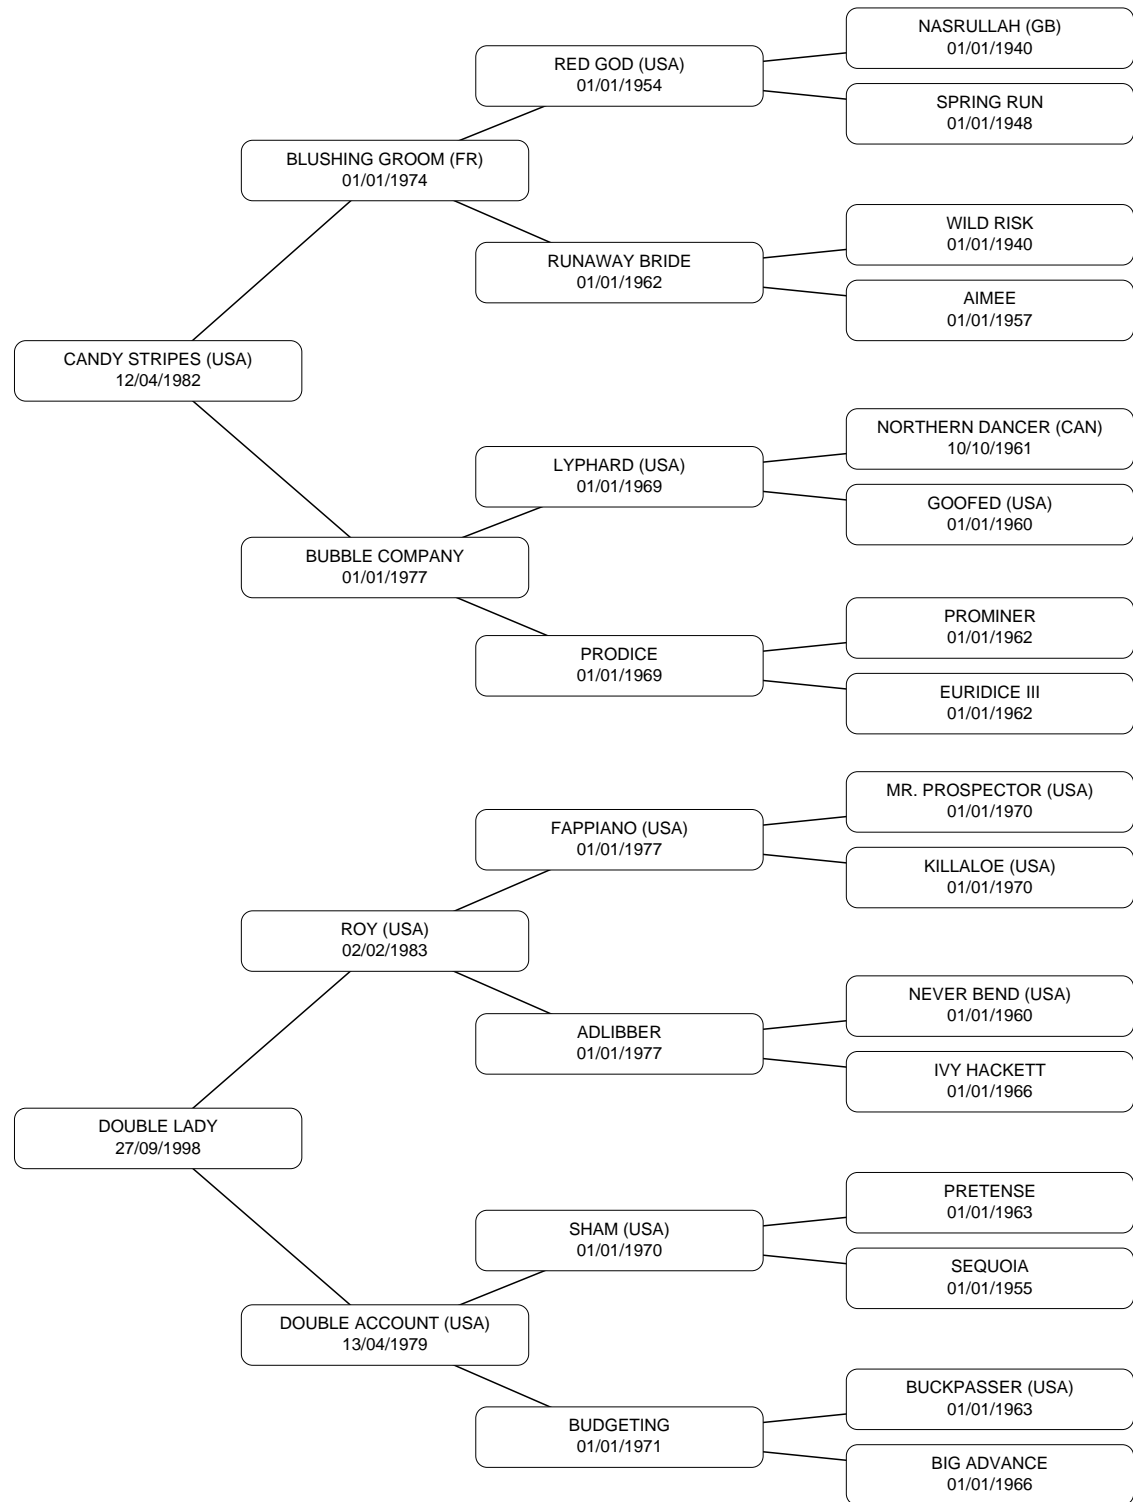 NASRULLAH (GB)
01/01/1940
RED GOD (USA)
01/01/1954
SPRING RUN
01/01/1948
BLUSHING GROOM (FR)
01/01/1974
WILD RISK
01/01/1940
RUNAWAY BRIDE
01/01/1962
AIMEE
01/01/1957
CANDY STRIPES (USA)
12/04/1982
NORTHERN DANCER (CAN)
10/10/1961
LYPHARD (USA)
01/01/1969
GOOFED (USA)
01/01/1960
BUBBLE COMPANY
01/01/1977
PROMINER
01/01/1962
PRODICE
01/01/1969
EURIDICE III
01/01/1962
MR. PROSPECTOR (USA)
01/01/1970
FAPPIANO (USA)
01/01/1977
KILLALOE (USA)
01/01/1970
ROY (USA)
02/02/1983
NEVER BEND (USA)
01/01/1960
ADLIBBER
01/01/1977
IVY HACKETT
01/01/1966
DOUBLE LADY
27/09/1998
PRETENSE
01/01/1963
SHAM (USA)
01/01/1970
SEQUOIA
01/01/1955
DOUBLE ACCOUNT (USA)
13/04/1979
BUCKPASSER (USA)
01/01/1963
BUDGETING
01/01/1971
BIG ADVANCE
01/01/1966